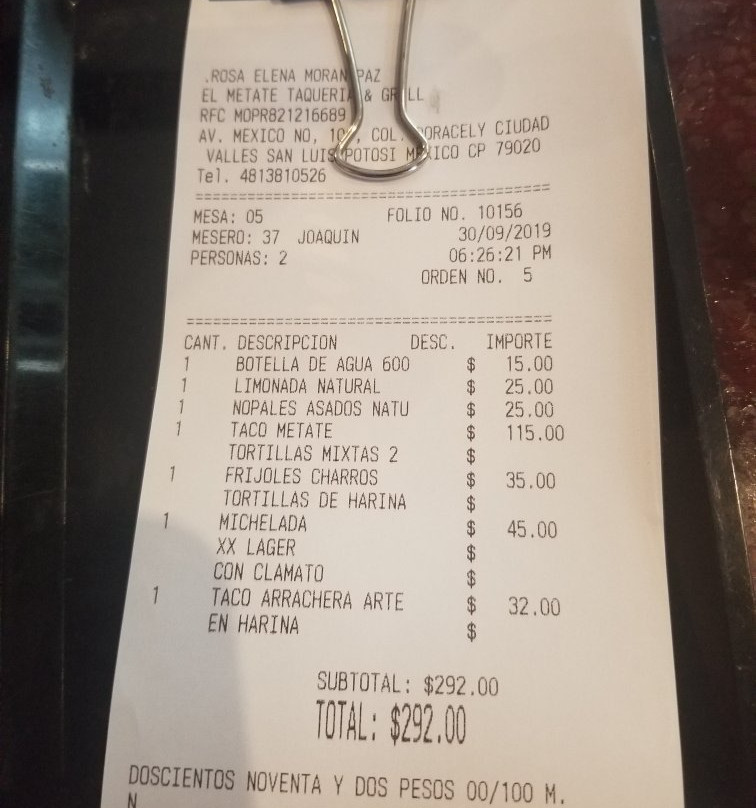 .ROSA ELENA MORAN PAZ
EL METATE TAQUERIA & GRILL
RFC MOPR821216689
AV. MEXICO NO, COL. CIUDAD
VALLES SAN LUIS POTOSI MEXICO CP 79020
Tel. 4813810526
================================================
MESA: 05 FOLIO NO. 10156
MESERO: 37 JOAQUIN 30/09/2019
PERSONAS: 2 06:26:21 PM
ORDEN NO. 5
================================================
CANT. DESCRIPCION DESC. IMPORTE
1 BOTELLA DE AGUA 600 $ 15.00
1 LIMONADA NATURAL $ 25.00
1 NOPALES ASADOS NATU $ 25.00
1 TACO METATE $ 115.00
TORTILLAS MIXTAS 2 $
1 FRIJOLES CHARROS $ 35.00
TORTILLAS DE HARINA $
1 MICHELADA $ 45.00
XX LAGER $
CON CLAMATO $
1 TACO ARRACHERA ARTE $ 32.00
EN HARINA $
SUBTOTAL: $292.00
TOTAL: $292.00
DOSCIENTOS NOVENTA Y DOS PESOS 00/100 M.
N